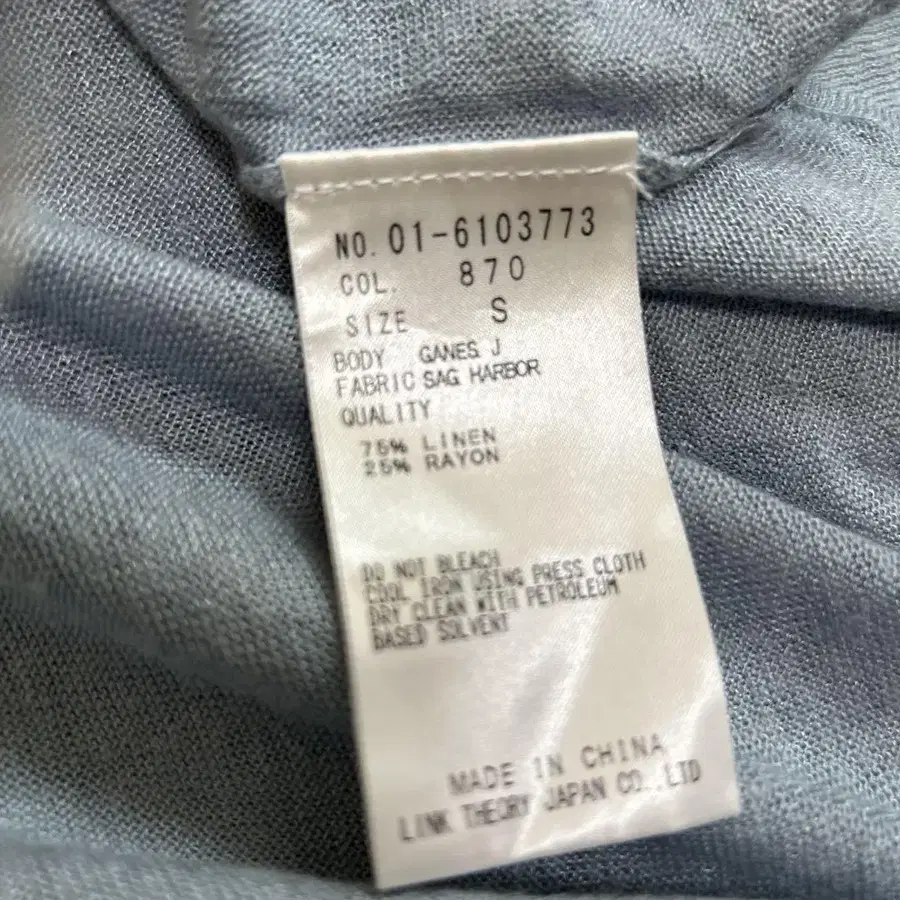 NO. 01-6103773
COL. 870
SIZE S
BODY GANES J
FABRIC SAG HARBOR
QUALITY
75% LINEN
25% RAYON
DO NOT BLEACH
COOL IRON USING PRESS CLOTH
DRY CLEAN WITH PETROLEUM
BASED SOLVENT
MADE IN CHINA
LINK THEORY JAPAN CO.,LTD